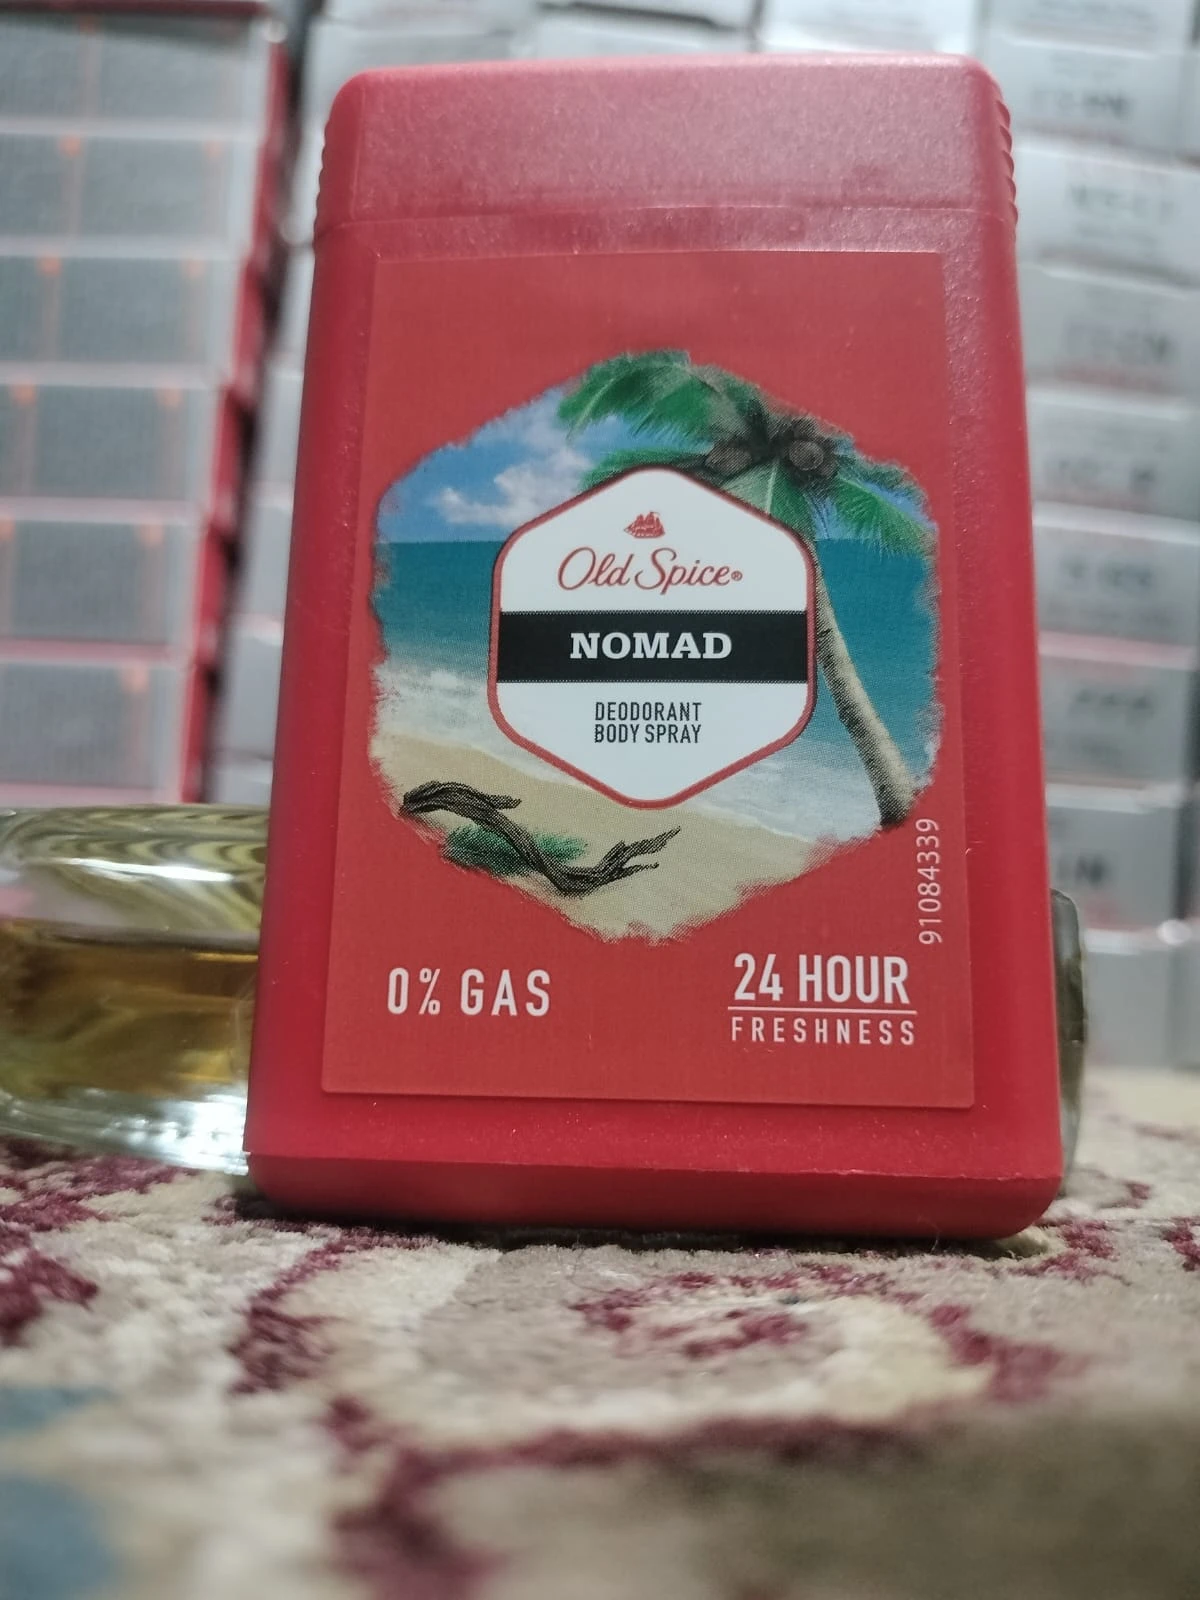 Old Spice®
NOMAD
DEODORANT
BODY SPRAY
91084339
0% GAS
24 HOUR
FRESHNESS